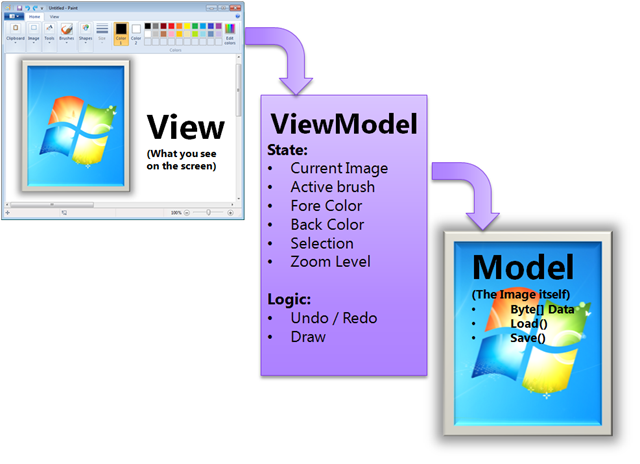 Untitled - Paint
Home View
Clipboard Image Tools Brushes Shapes Size Color 1 Color 2 Edit colors
Colors
View
(What you see
on the screen)
100%
ViewModel
State:
• Current Image
• Active brush
• Fore Color
• Back Color
• Selection
• Zoom Level
Logic:
• Undo / Redo
• Draw
Model
(The Image itself)
• Byte[] Data
• Load()
• Save()